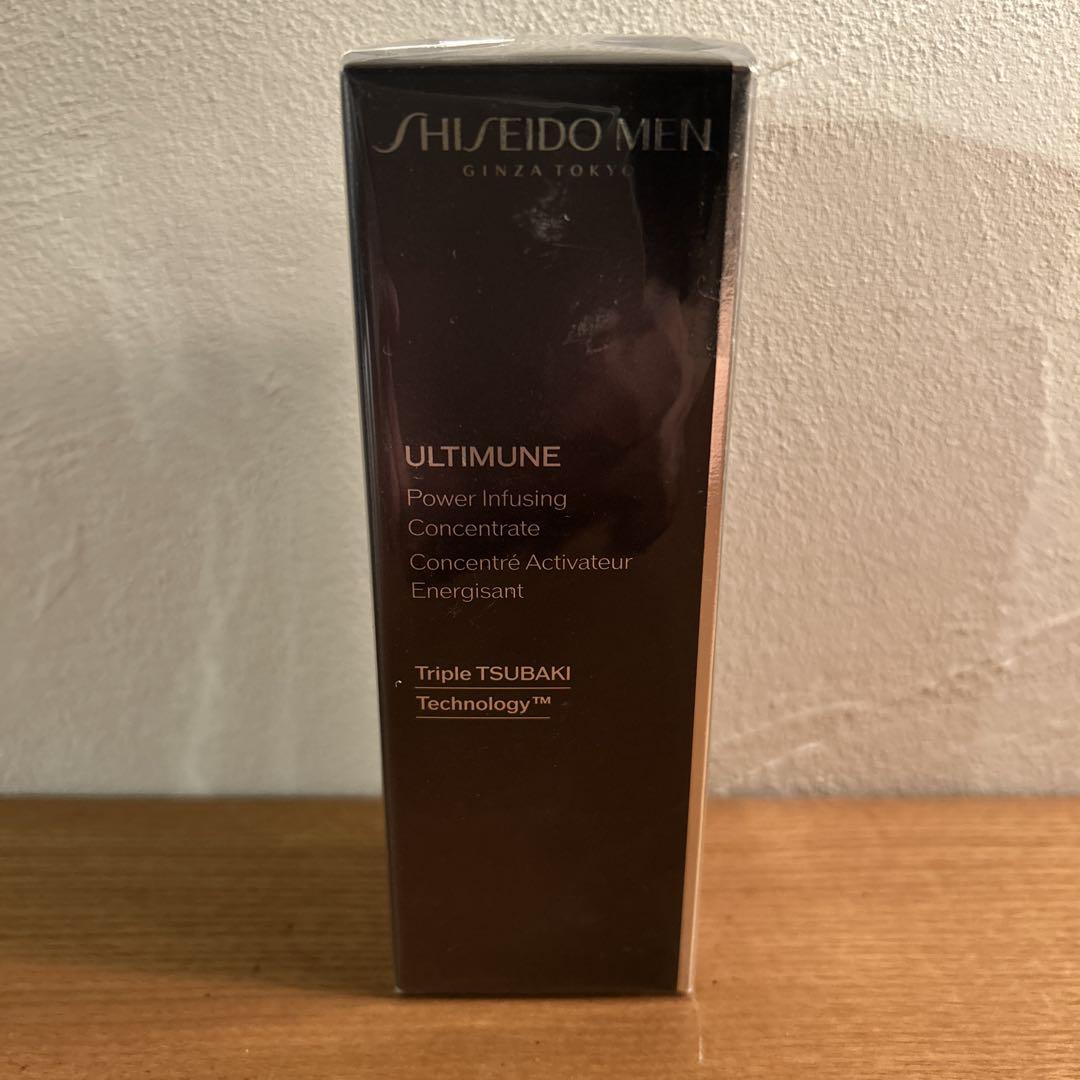 SHISEIDO MEN
GINZA TOKYO
ULTIMUNE
Power Infusing
Concentrate
Concentré Activateur
Energisant
Triple TSUBAKI
Technology™